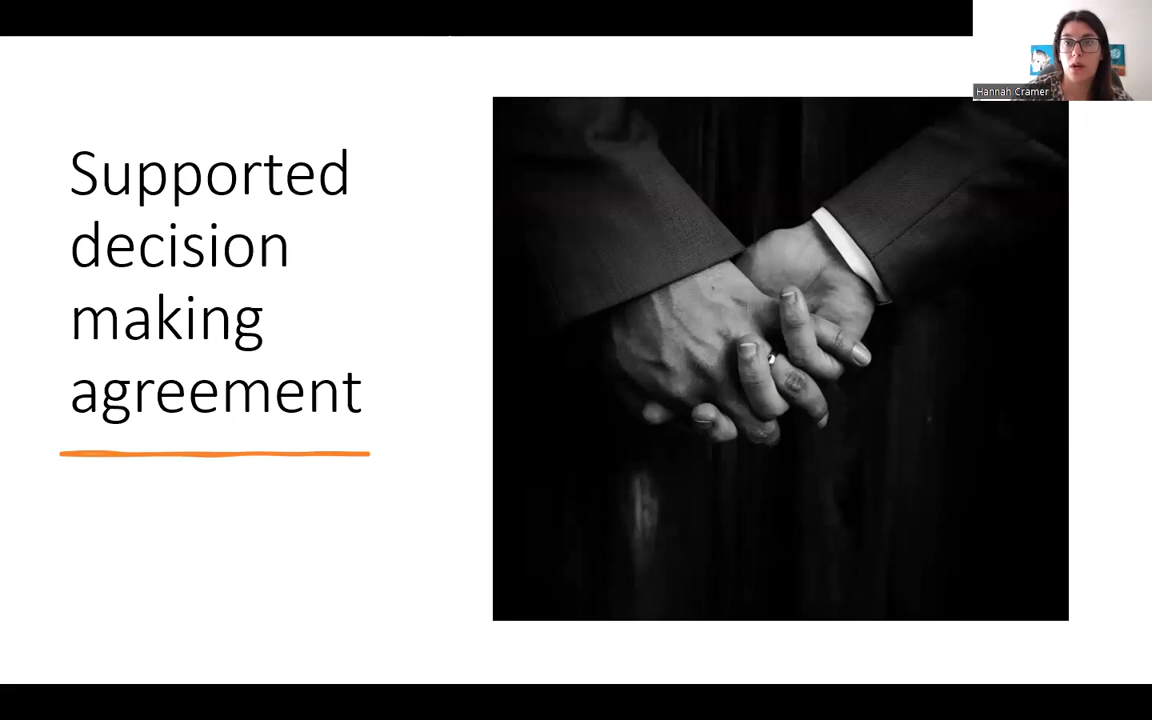 Supported
decision
making
agreement
Hannah Cramer